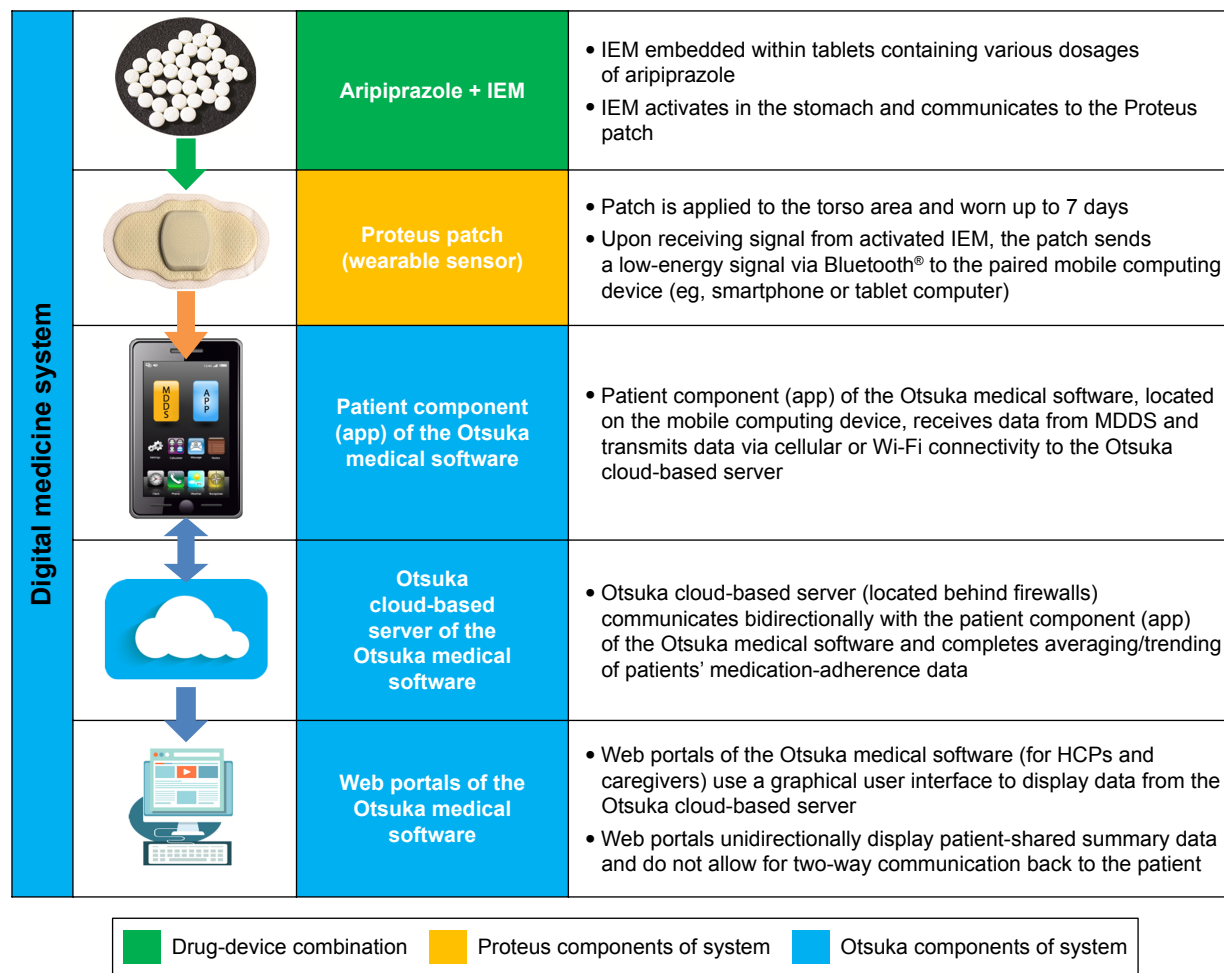 Digital medicine system
Aripiprazole + IEM
• IEM embedded within tablets containing various dosages
of aripiprazole
• IEM activates in the stomach and communicates to the Proteus
patch
Proteus patch
(wearable sensor)
• Patch is applied to the torso area and worn up to 7 days
• Upon receiving signal from activated IEM, the patch sends
a low-energy signal via Bluetooth® to the paired mobile computing
device (eg, smartphone or tablet computer)
MDDS
APP
Patient component
(app) of the Otsuka
medical software
• Patient component (app) of the Otsuka medical software, located
on the mobile computing device, receives data from MDDS and
transmits data via cellular or Wi-Fi connectivity to the Otsuka
cloud-based server
Otsuka
cloud-based
server of the
Otsuka medical
software
• Otsuka cloud-based server (located behind firewalls)
communicates bidirectionally with the patient component (app)
of the Otsuka medical software and completes averaging/trending
of patients’ medication-adherence data
Web portals of the
Otsuka medical
software
• Web portals of the Otsuka medical software (for HCPs and
caregivers) use a graphical user interface to display data from the
Otsuka cloud-based server
• Web portals unidirectionally display patient-shared summary data
and do not allow for two-way communication back to the patient
Drug-device combination
Proteus components of system
Otsuka components of system